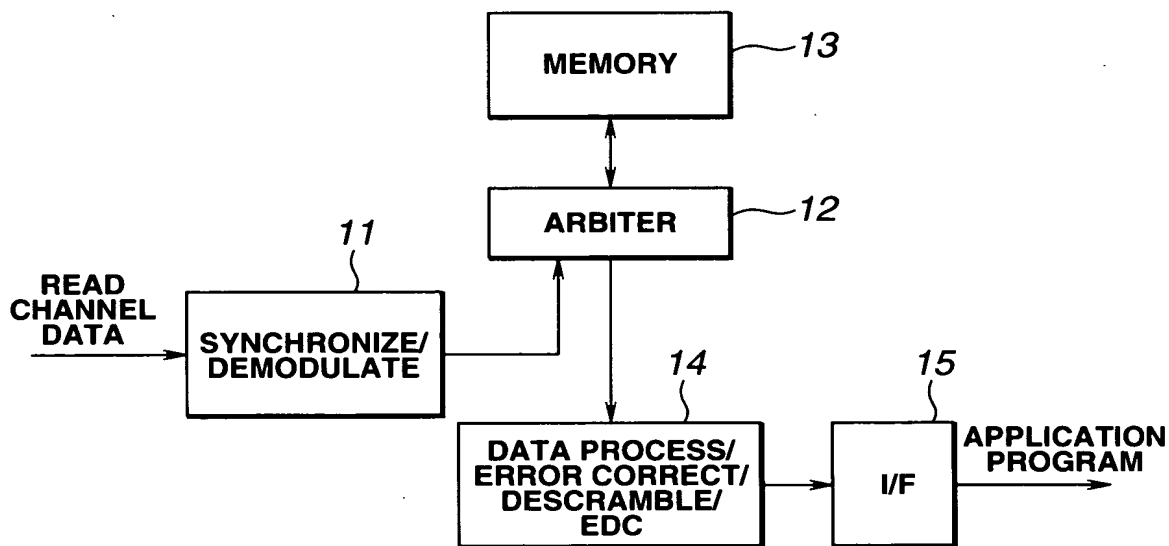 MEMORY
13
ARBITER
12
11
READ
CHANNEL
DATA
SYNCHRONIZE/
DEMODULATE
14
15
DATA PROCESS/
ERROR CORRECT/
DESCRAMBLE/
EDC
I/F
APPLICATION
PROGRAM